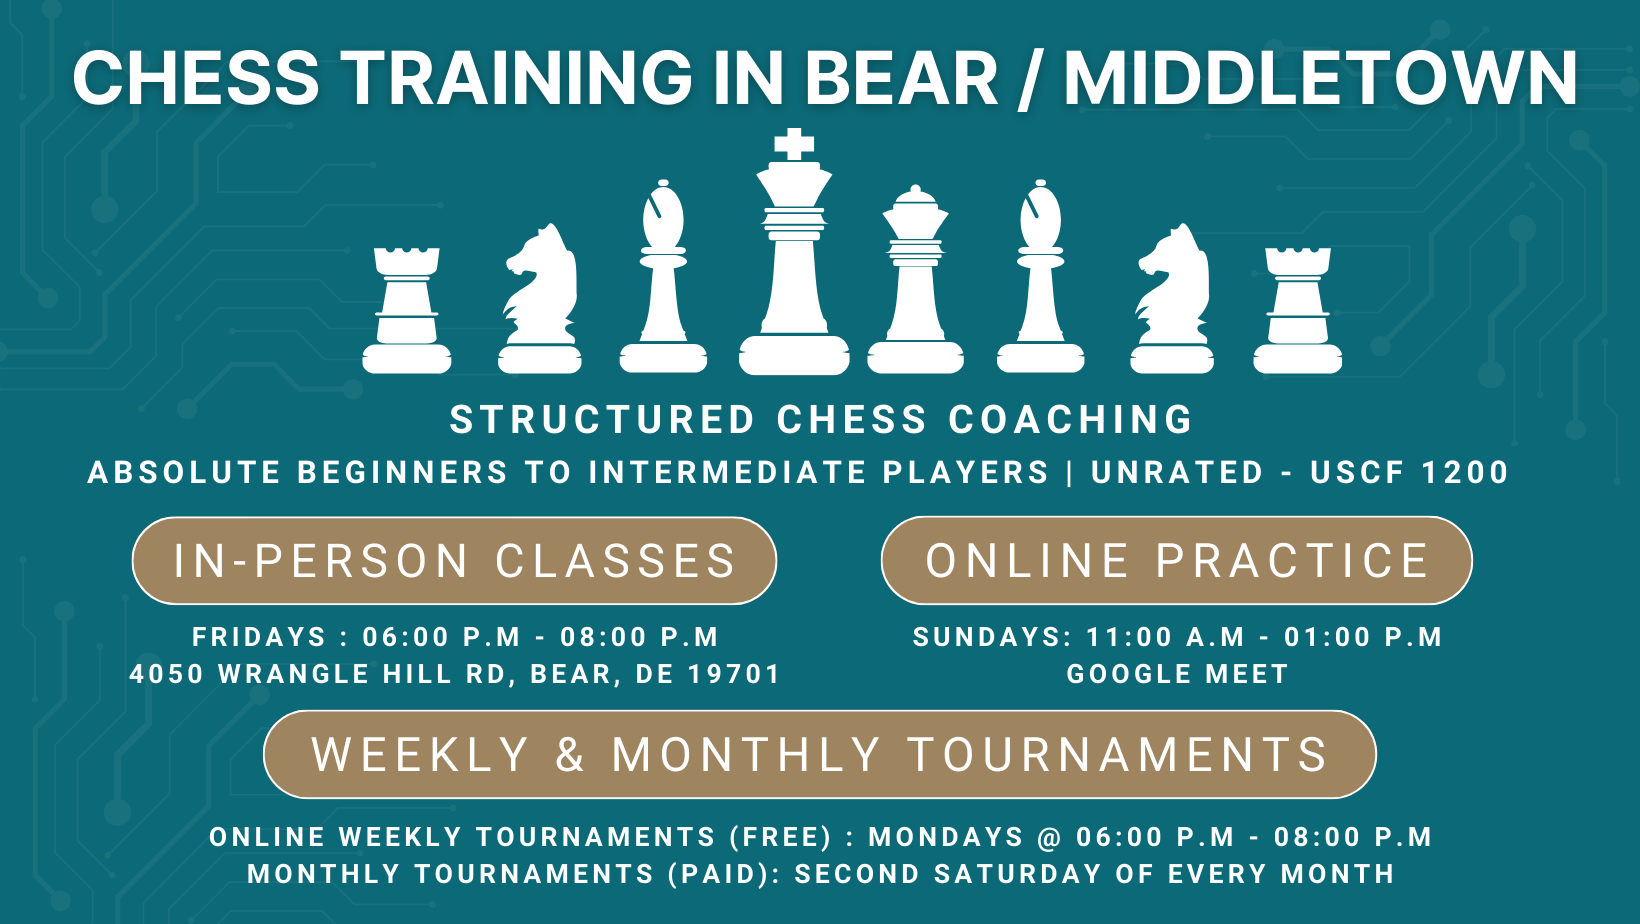 CHESS TRAINING IN BEAR / MIDDLETOWN
STRUCTURED CHESS COACHING
ABSOLUTE BEGINNERS TO INTERMEDIATE PLAYERS | UNRATED - USCF 1200
IN-PERSON CLASSES
FRIDAYS : 06:00 P.M - 08:00 P.M
4050 WRANGLE HILL RD, BEAR, DE 19701
ONLINE PRACTICE
SUNDAYS: 11:00 A.M - 01:00 P.M
GOOGLE MEET
WEEKLY & MONTHLY TOURNAMENTS
ONLINE WEEKLY TOURNAMENTS (FREE) : MONDAYS @ 06:00 P.M - 08:00 P.M
MONTHLY TOURNAMENTS (PAID): SECOND SATURDAY OF EVERY MONTH